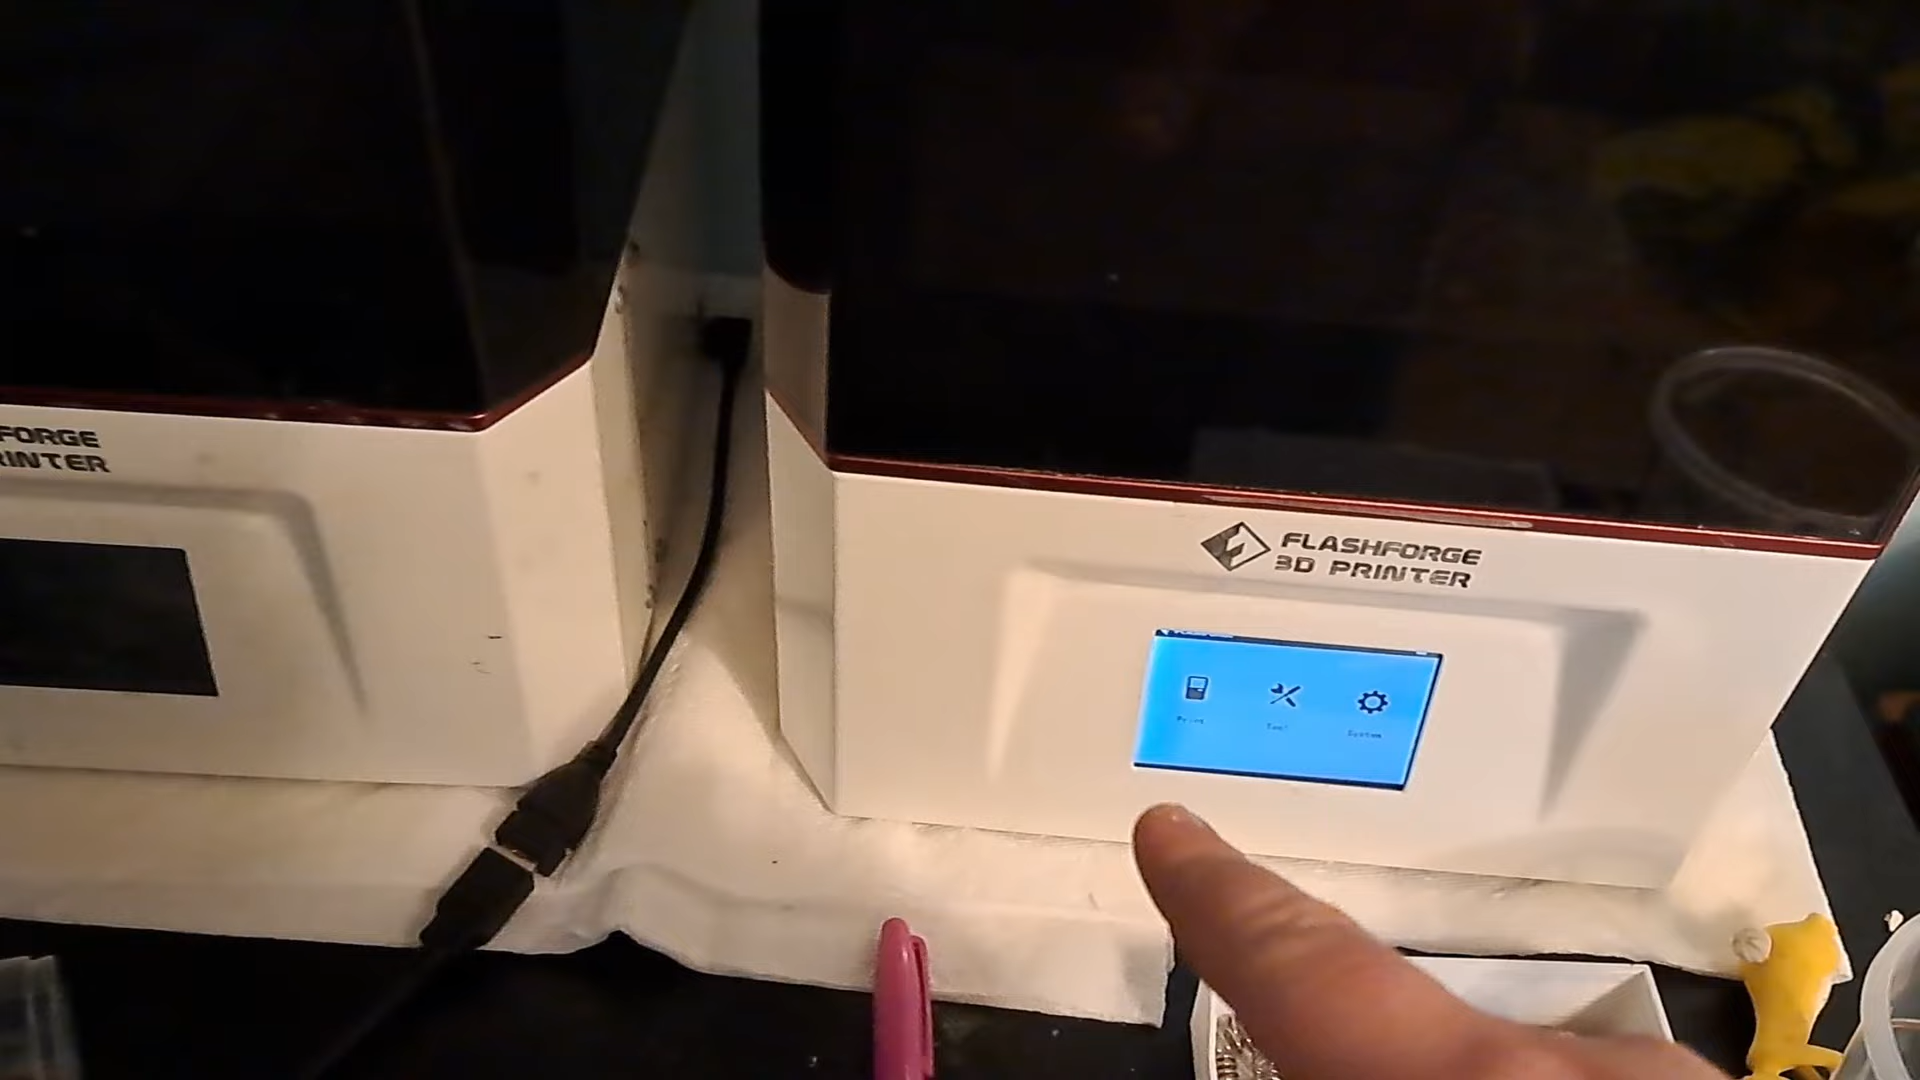 FORGE
RINTER
FLASHFORGE
3D PRINTER
Print
Tool
System